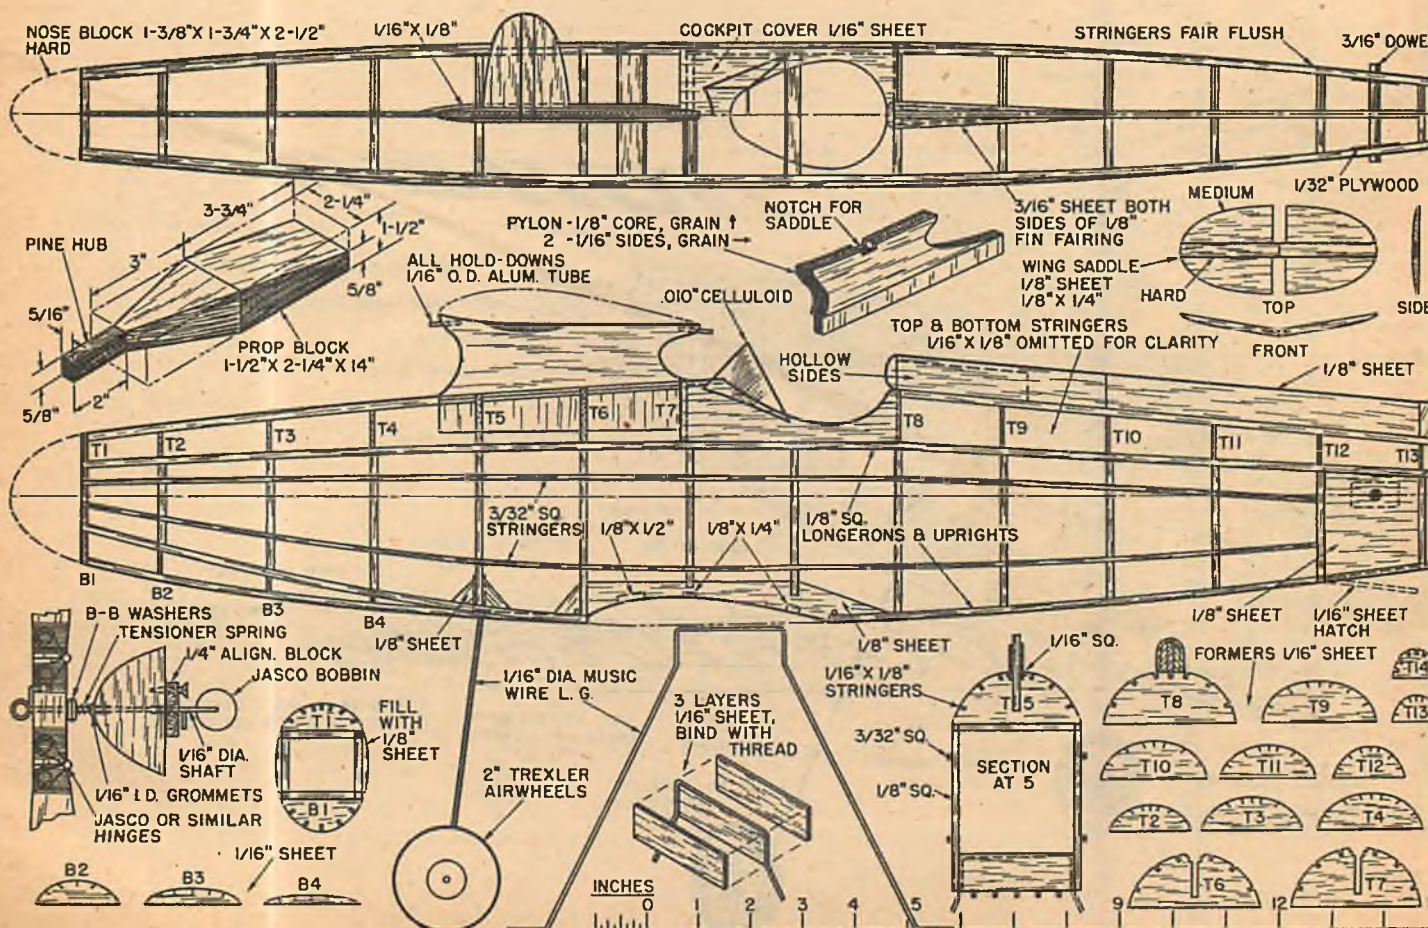 NOSE BLOCK 1-3/8" X 1-3/4" X 2-1/2"
HARD
1/16" X 1/8"
COCKPIT COVER 1/16" SHEET
STRINGERS FAIR FLUSH
3/16" DOWE
1/32" PLYWOOD
3-3/4"
2-1/4"
1-1/2"
PINE HUB
3"
5/16"
5/8"
2"
5/8"
PROP BLOCK
1-1/2" X 2-1/4" X 14"
PYLON - 1/8" CORE, GRAIN ↑
2 - 1/16" SIDES, GRAIN →
NOTCH FOR
SADDLE
3/16" SHEET BOTH
SIDES OF 1/8"
FIN FAIRING
MEDIUM
WING SADDLE
1/8" SHEET
1/8" X 1/4"
HARD
TOP
SIDE
FRONT
ALL HOLD-DOWNS
1/16" O.D. ALUM. TUBE
.010" CELLULOID
HOLLOW
SIDES
TOP & BOTTOM STRINGERS
1/16" X 1/8" OMITTED FOR CLARITY
1/8" SHEET
T1
T2
T3
T4
T5
T6
T7
T8
T9
T10
T11
T12
T13
3/32" SQ.
STRINGERS
1/8" X 1/2"
1/8" X 1/4"
1/8" SQ.
LONGERONS & UPRIGHTS
B1
B2
B3
B4
1/8" SHEET
1/8" SHEET
1/8" SHEET
1/16" SHEET
HATCH
B-B WASHERS
TENSIONER SPRING
1/4" ALIGN. BLOCK
JASCO BOBBIN
1/16" DIA.
SHAFT
1/16" I.D. GROMMETS
JASCO OR SIMILAR
HINGES
T1
B1
FILL
WITH
1/8"
SHEET
1/16" SHEET
B2
B3
B4
1/16" DIA. MUSIC
WIRE L. G.
2" TREXLER
AIRWHEELS
3 LAYERS
1/16" SHEET,
BIND WITH
THREAD
1/16" SQ.
1/16" X 1/8"
STRINGERS
T5
3/32" SQ.
1/8" SQ.
SECTION
AT 5
FORMERS 1/16" SHEET
T8
T9
T14
T13
T10
T11
T12
T2
T3
T4
T6
T7
INCHES
0 1 2 3 4 5 9 12